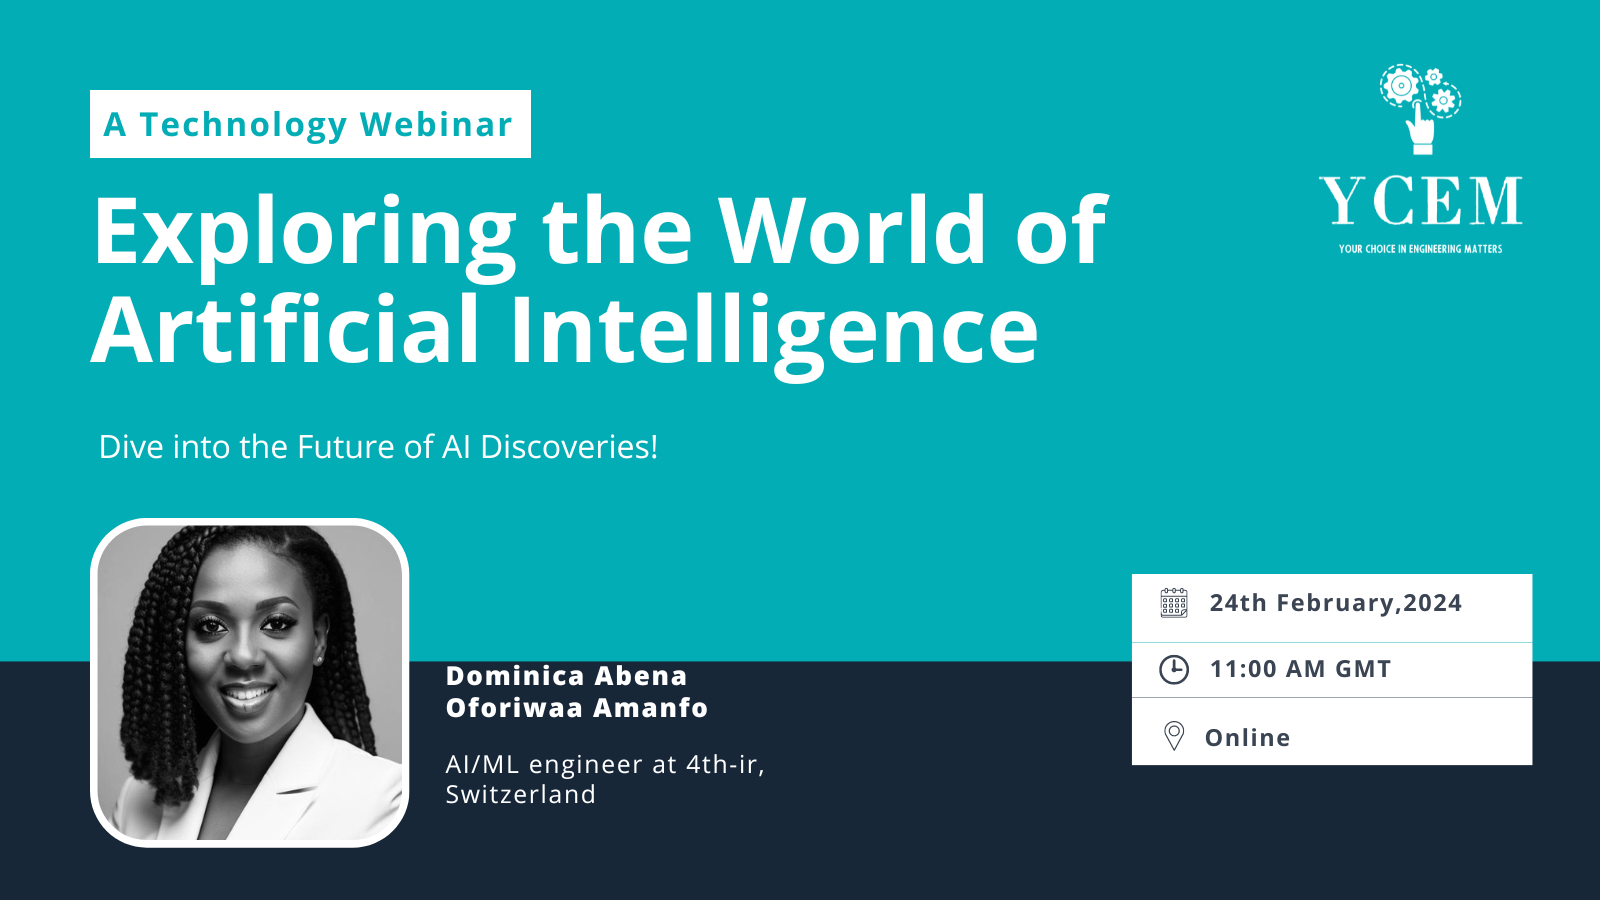 A Technology Webinar
Exploring the World of
Artificial Intelligence
Dive into the Future of AI Discoveries!
YCEM
YOUR CHOICE IN ENGINEERING MATTERS
Dominica Abena
Oforiwaa Amanfo
AI/ML engineer at 4th-ir,
Switzerland
24th February,2024
11:00 AM GMT
Online